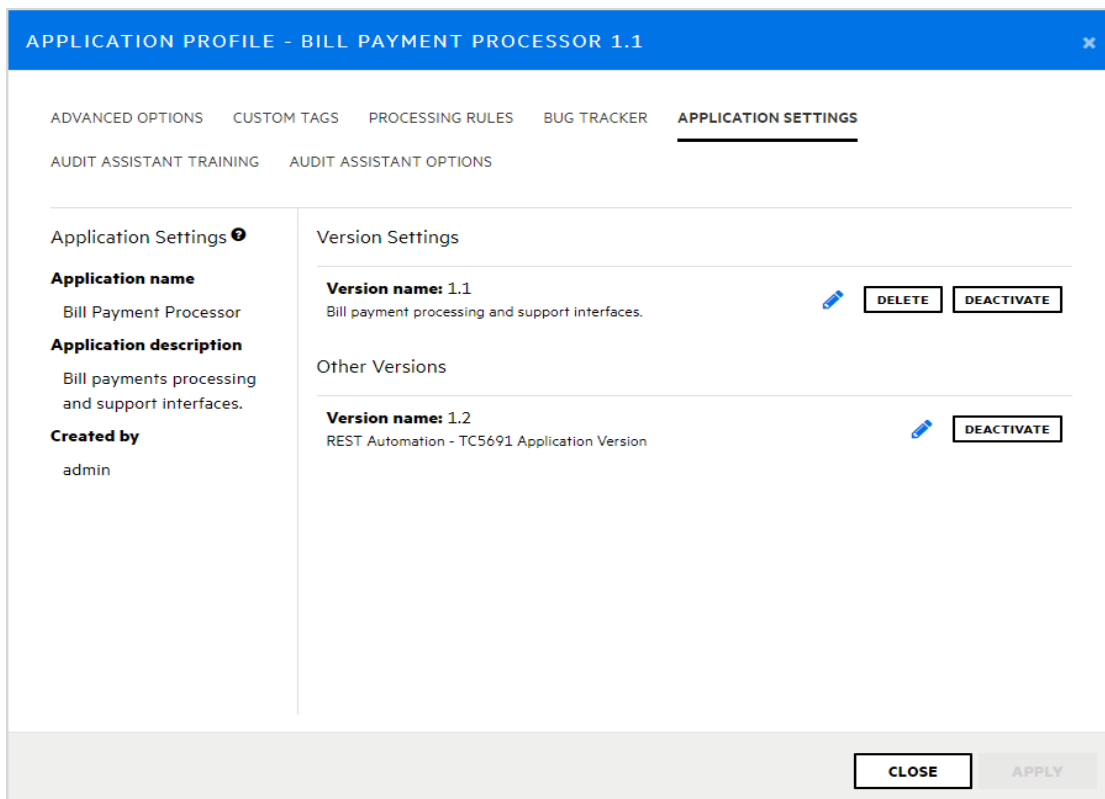 APPLICATION PROFILE - BILL PAYMENT PROCESSOR 1.1
ADVANCED OPTIONS CUSTOM TAGS PROCESSING RULES BUG TRACKER APPLICATION SETTINGS
AUDIT ASSISTANT TRAINING AUDIT ASSISTANT OPTIONS
Application Settings
Application name
Bill Payment Processor
Application description
Bill payments processing
and support interfaces.
Created by
admin
Version Settings
Version name: 1.1
Bill payment processing and support interfaces.
DELETE DEACTIVATE
Other Versions
Version name: 1.2
REST Automation - TC5691 Application Version
DEACTIVATE
CLOSE APPLY